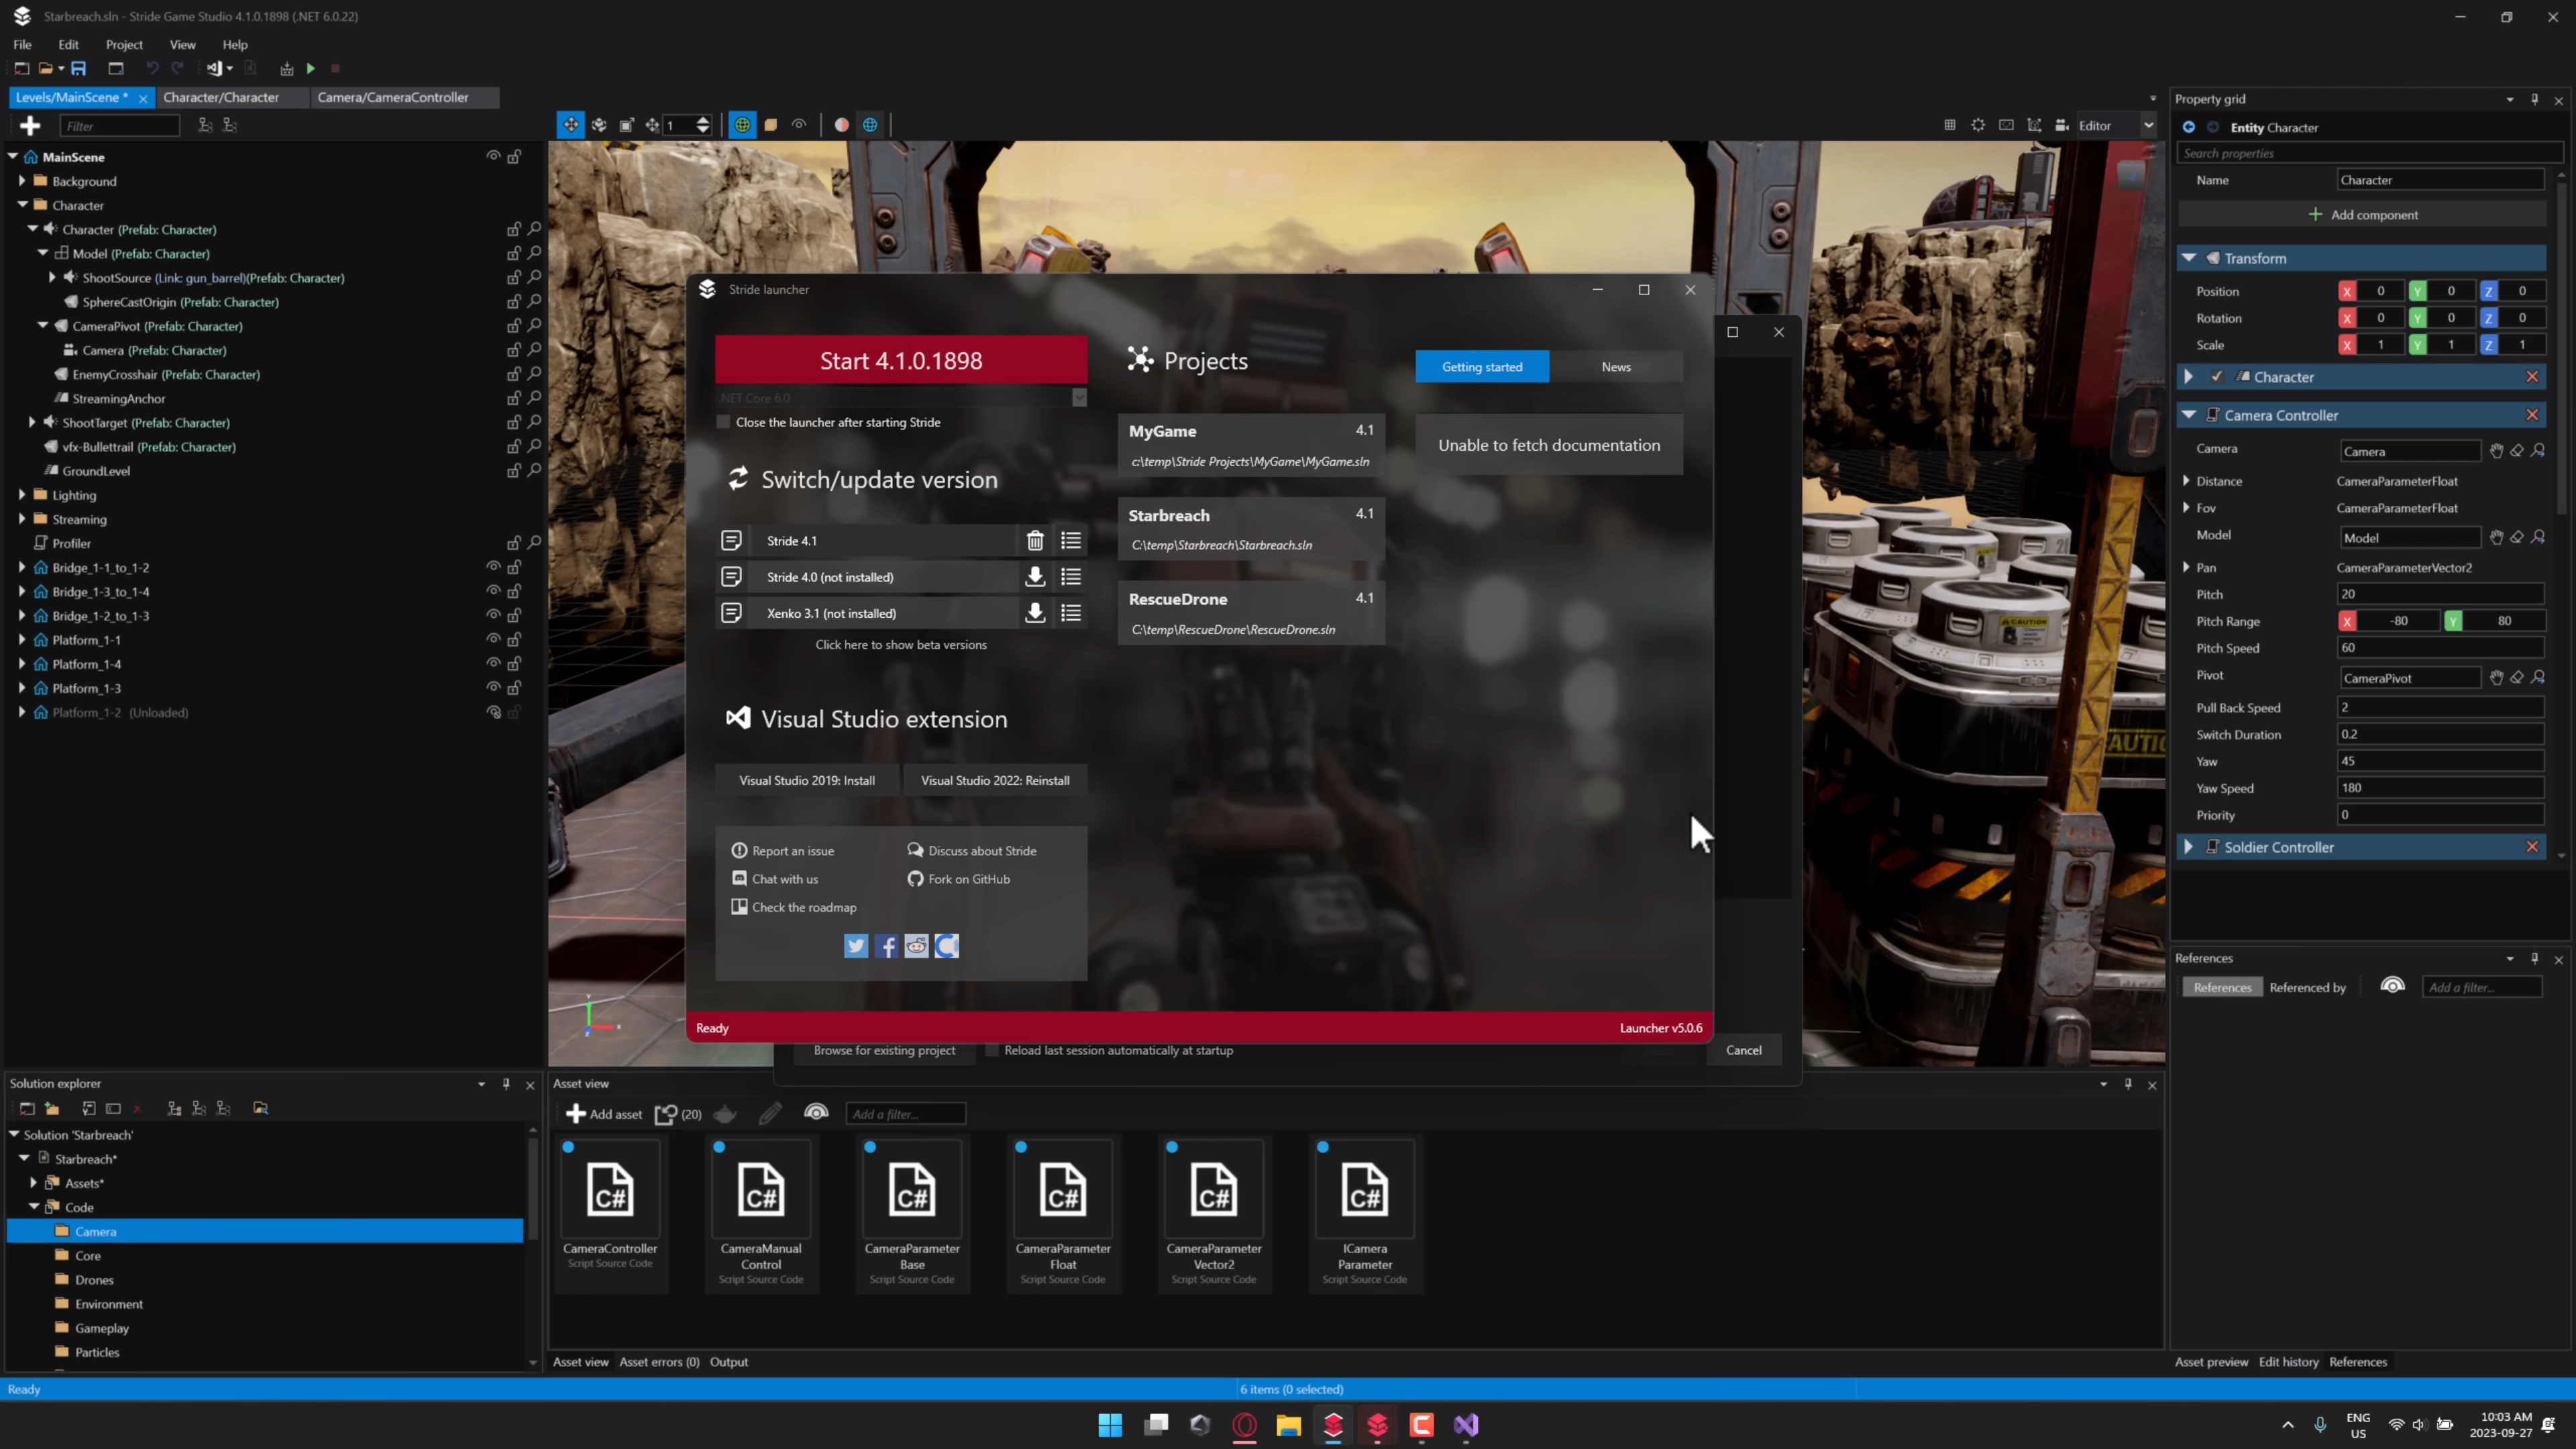 Starbreach.sln - Stride Game Studio 4.1.0.1898 (.NET 6.0.22)
File Edit Project View Help
Levels/MainScene * Character/Character Camera/CameraController
Filter
1
Editor
MainScene
Background
Character
Character (Prefab: Character)
Model (Prefab: Character)
ShootSource (Link: gun_barrel)(Prefab: Character)
SphereCastOrigin (Prefab: Character)
CameraPivot (Prefab: Character)
Camera (Prefab: Character)
EnemyCrosshair (Prefab: Character)
StreamingAnchor
ShootTarget (Prefab: Character)
vfx-Bullettrail (Prefab: Character)
GroundLevel
Lighting
Streaming
Profiler
Bridge_1-1_to_1-2
Bridge_1-3_to_1-4
Bridge_1-2_to_1-3
Platform_1-1
Platform_1-4
Platform_1-3
Platform_1-2 (Unloaded)
Stride launcher
Start 4.1.0.1898
.NET Core 6.0
Close the launcher after starting Stride
Switch/update version
Stride 4.1
Stride 4.0 (not installed)
Xenko 3.1 (not installed)
Click here to show beta versions
Visual Studio extension
Visual Studio 2019: Install
Visual Studio 2022: Reinstall
Report an issue
Discuss about Stride
Chat with us
Fork on GitHub
Check the roadmap
Projects
MyGame 4.1
c:\temp\Stride Projects\MyGame\MyGame.sln
Starbreach 4.1
C:\temp\Starbreach\Starbreach.sln
RescueDrone 4.1
C:\temp\RescueDrone\RescueDrone.sln
Getting started
News
Unable to fetch documentation
Ready
Launcher v5.0.6
Browse for existing project
Reload last session automatically at startup
Cancel
CAUTION
Property grid
Entity Character
Search properties
Name Character
Add component
Transform
Position X 0 Y 0 Z 0
Rotation X 0 Y 0 Z 0
Scale X 1 Y 1 Z 1
Character
Camera Controller
Camera Camera
Distance CameraParameterFloat
Fov CameraParameterFloat
Model Model
Pan CameraParameterVector2
Pitch 20
Pitch Range X -80 Y 80
Pitch Speed 60
Pivot CameraPivot
Pull Back Speed 2
Switch Duration 0.2
Yaw 45
Yaw Speed 180
Priority 0
Soldier Controller
References
References Referenced by Add a filter...
Asset preview Edit history References
Solution explorer
Solution 'Starbreach'
Starbreach*
Assets*
Code
Camera
Core
Drones
Environment
Gameplay
Particles
Asset view
Add asset (20) Add a filter...
C# C# C# C# C# C#
CameraController
Script Source Code
CameraManual
Control
Script Source Code
CameraParameter
Base
Script Source Code
CameraParameter
Float
Script Source Code
CameraParameter
Vector2
Script Source Code
ICamera
Parameter
Script Source Code
Asset view Asset errors (0) Output
Ready
6 items (0 selected)
ENG
US
10:03 AM
2023-09-27